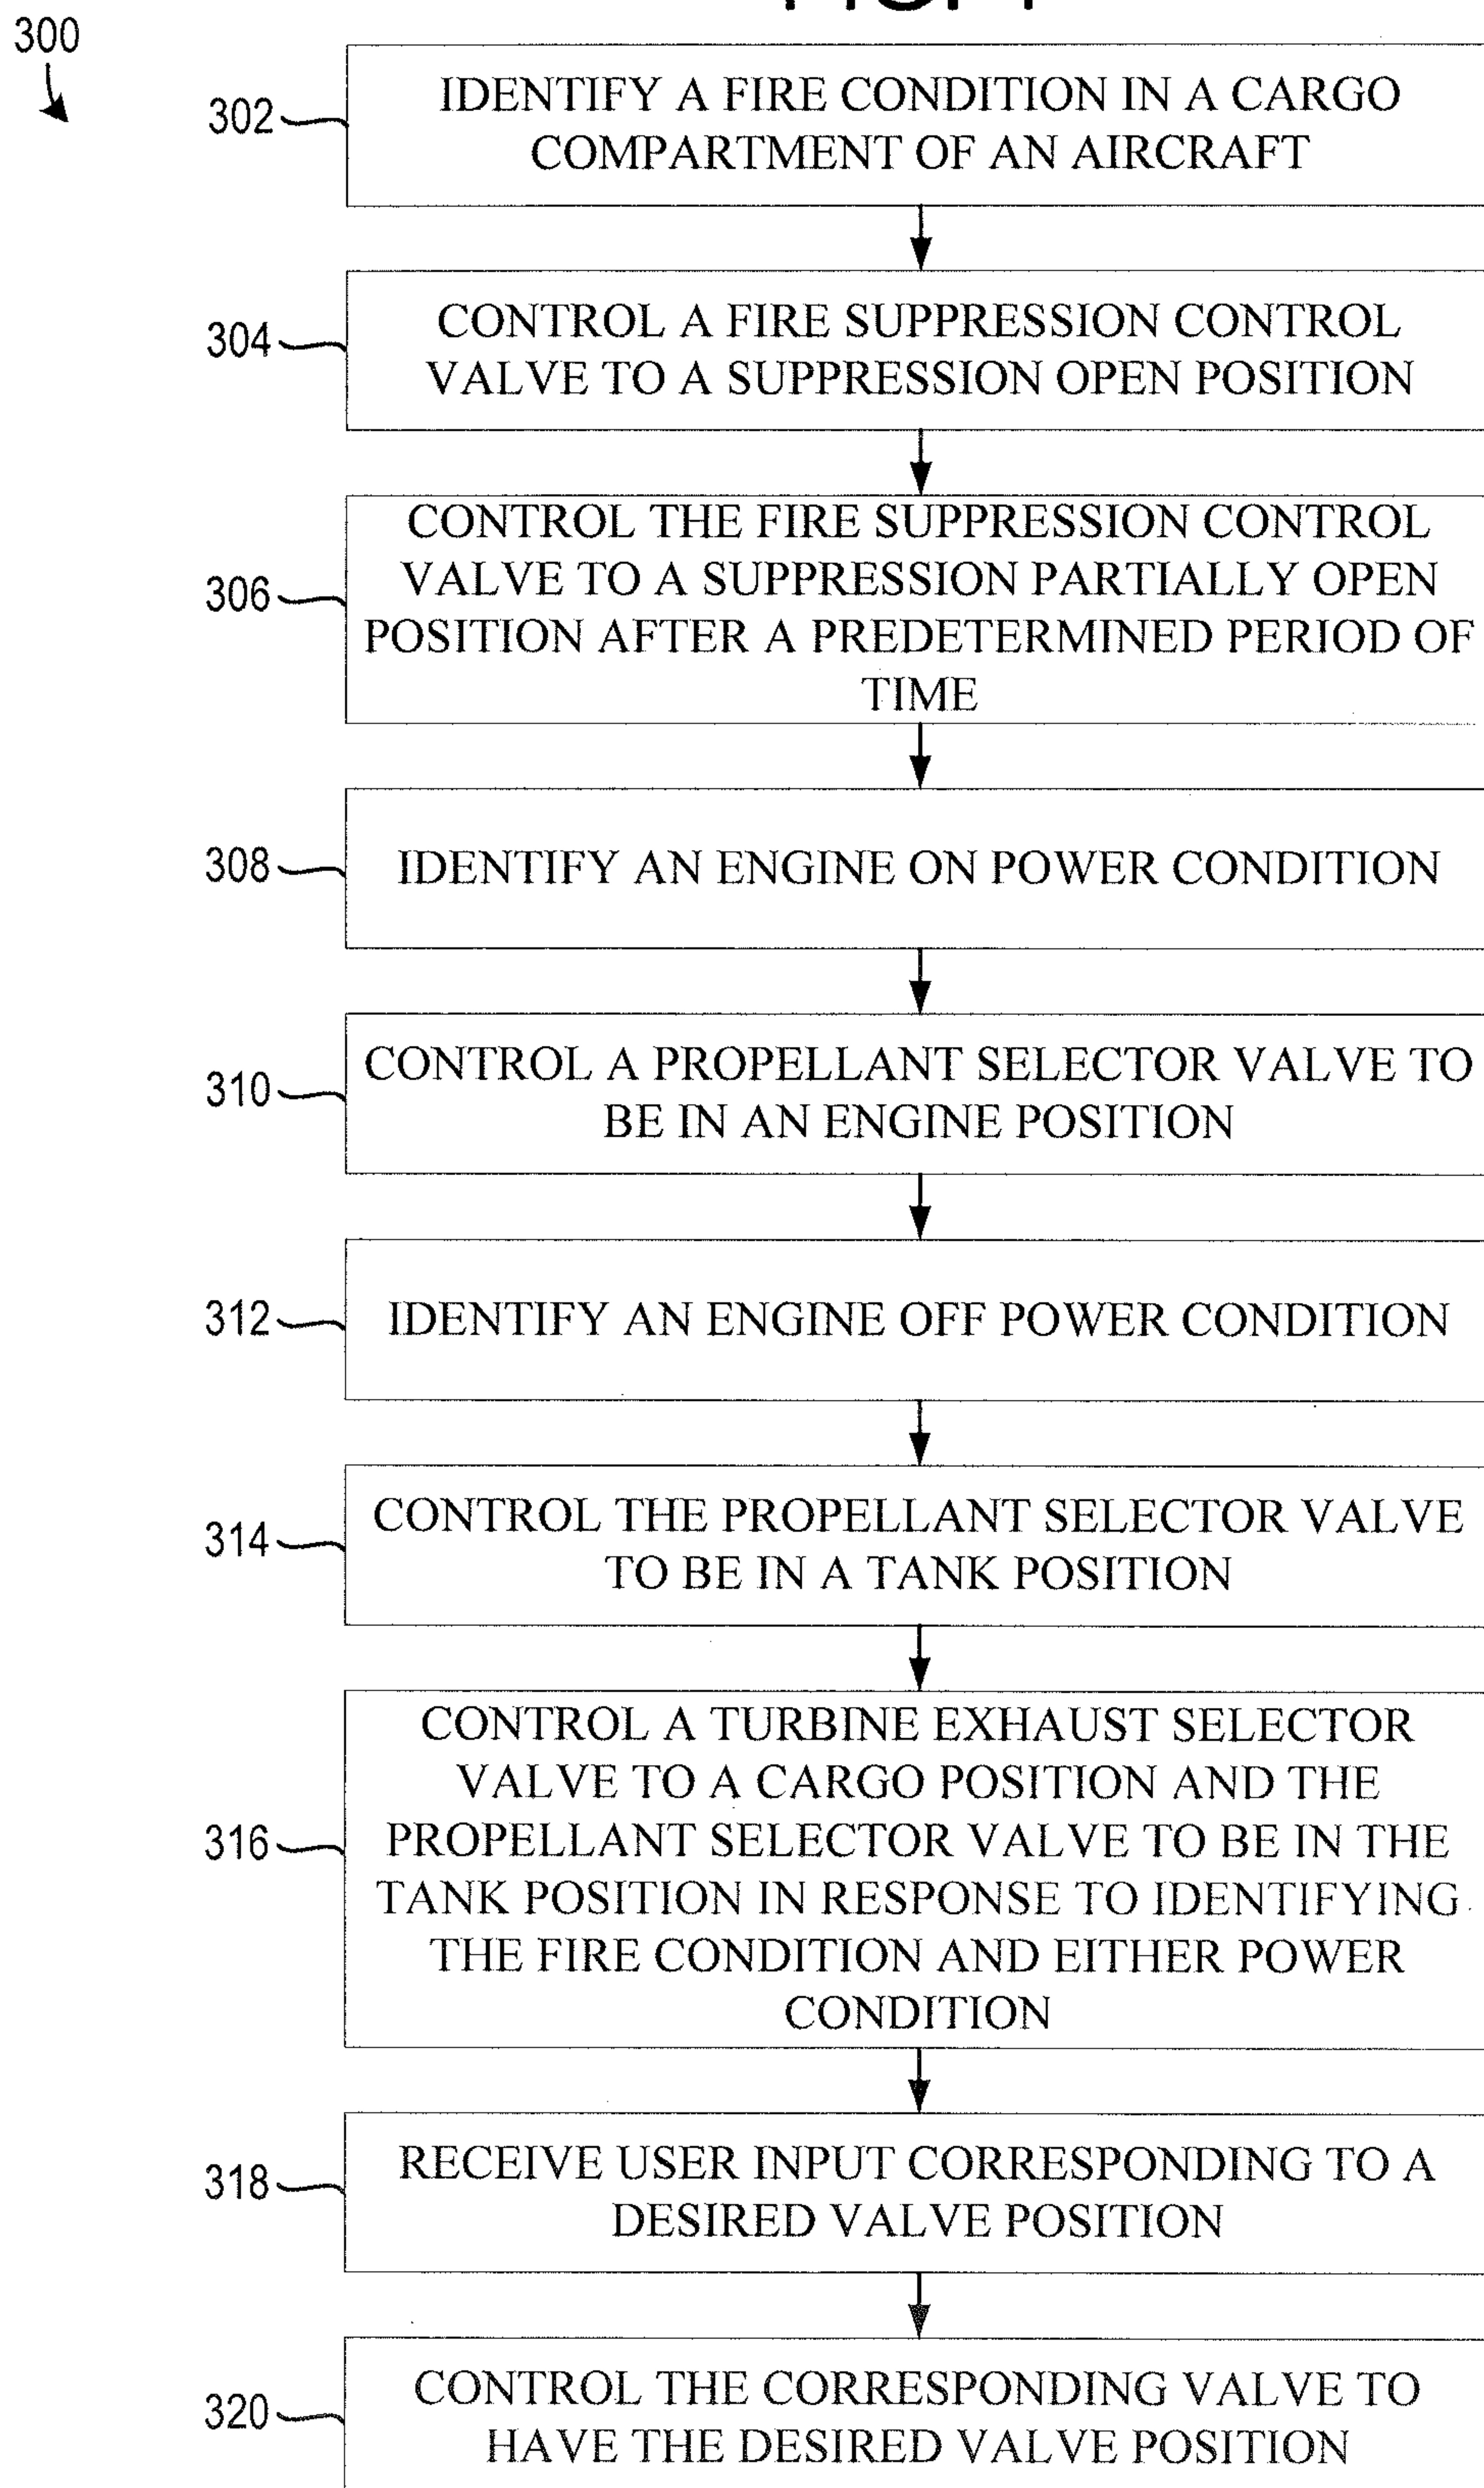 300
302
IDENTIFY A FIRE CONDITION IN A CARGO
COMPARTMENT OF AN AIRCRAFT
304
CONTROL A FIRE SUPPRESSION CONTROL
VALVE TO A SUPPRESSION OPEN POSITION
306
CONTROL THE FIRE SUPPRESSION CONTROL
VALVE TO A SUPPRESSION PARTIALLY OPEN
POSITION AFTER A PREDETERMINED PERIOD OF
TIME
308
IDENTIFY AN ENGINE ON POWER CONDITION
310
CONTROL A PROPELLANT SELECTOR VALVE TO
BE IN AN ENGINE POSITION
312
IDENTIFY AN ENGINE OFF POWER CONDITION
314
CONTROL THE PROPELLANT SELECTOR VALVE
TO BE IN A TANK POSITION
316
CONTROL A TURBINE EXHAUST SELECTOR
VALVE TO A CARGO POSITION AND THE
PROPELLANT SELECTOR VALVE TO BE IN THE
TANK POSITION IN RESPONSE TO IDENTIFYING
THE FIRE CONDITION AND EITHER POWER
CONDITION
318
RECEIVE USER INPUT CORRESPONDING TO A
DESIRED VALVE POSITION
320
CONTROL THE CORRESPONDING VALVE TO
HAVE THE DESIRED VALVE POSITION